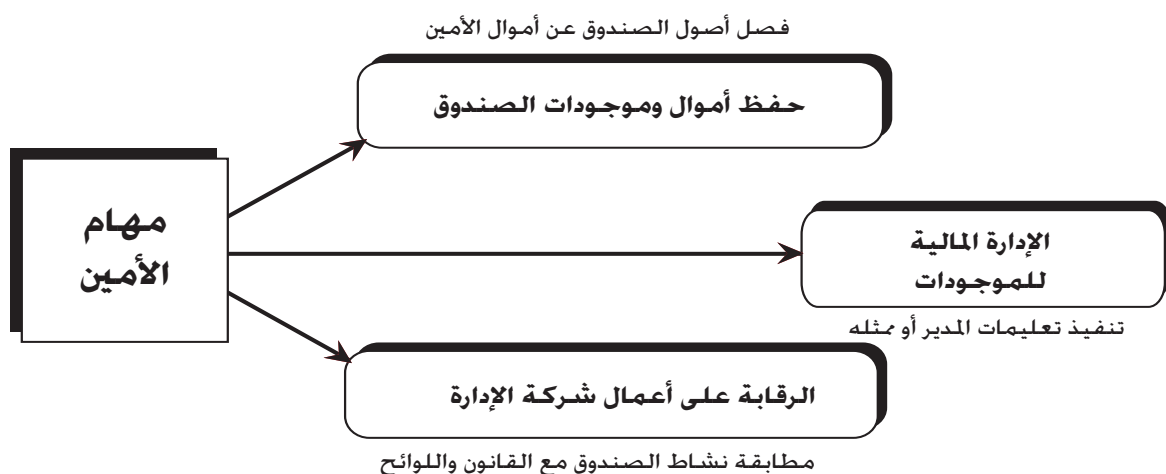 فصل أصول الصندوق عن أموال الأمين
حفظ أموال وموجودات الصندوق
مهام
الأمين
الإدارة المالية
للموجودات
تنفيذ تعليمات المدير أو ممثله
الرقابة على أعمال شركة الإدارة
مطابقة نشاط الصندوق مع القانون واللوائح